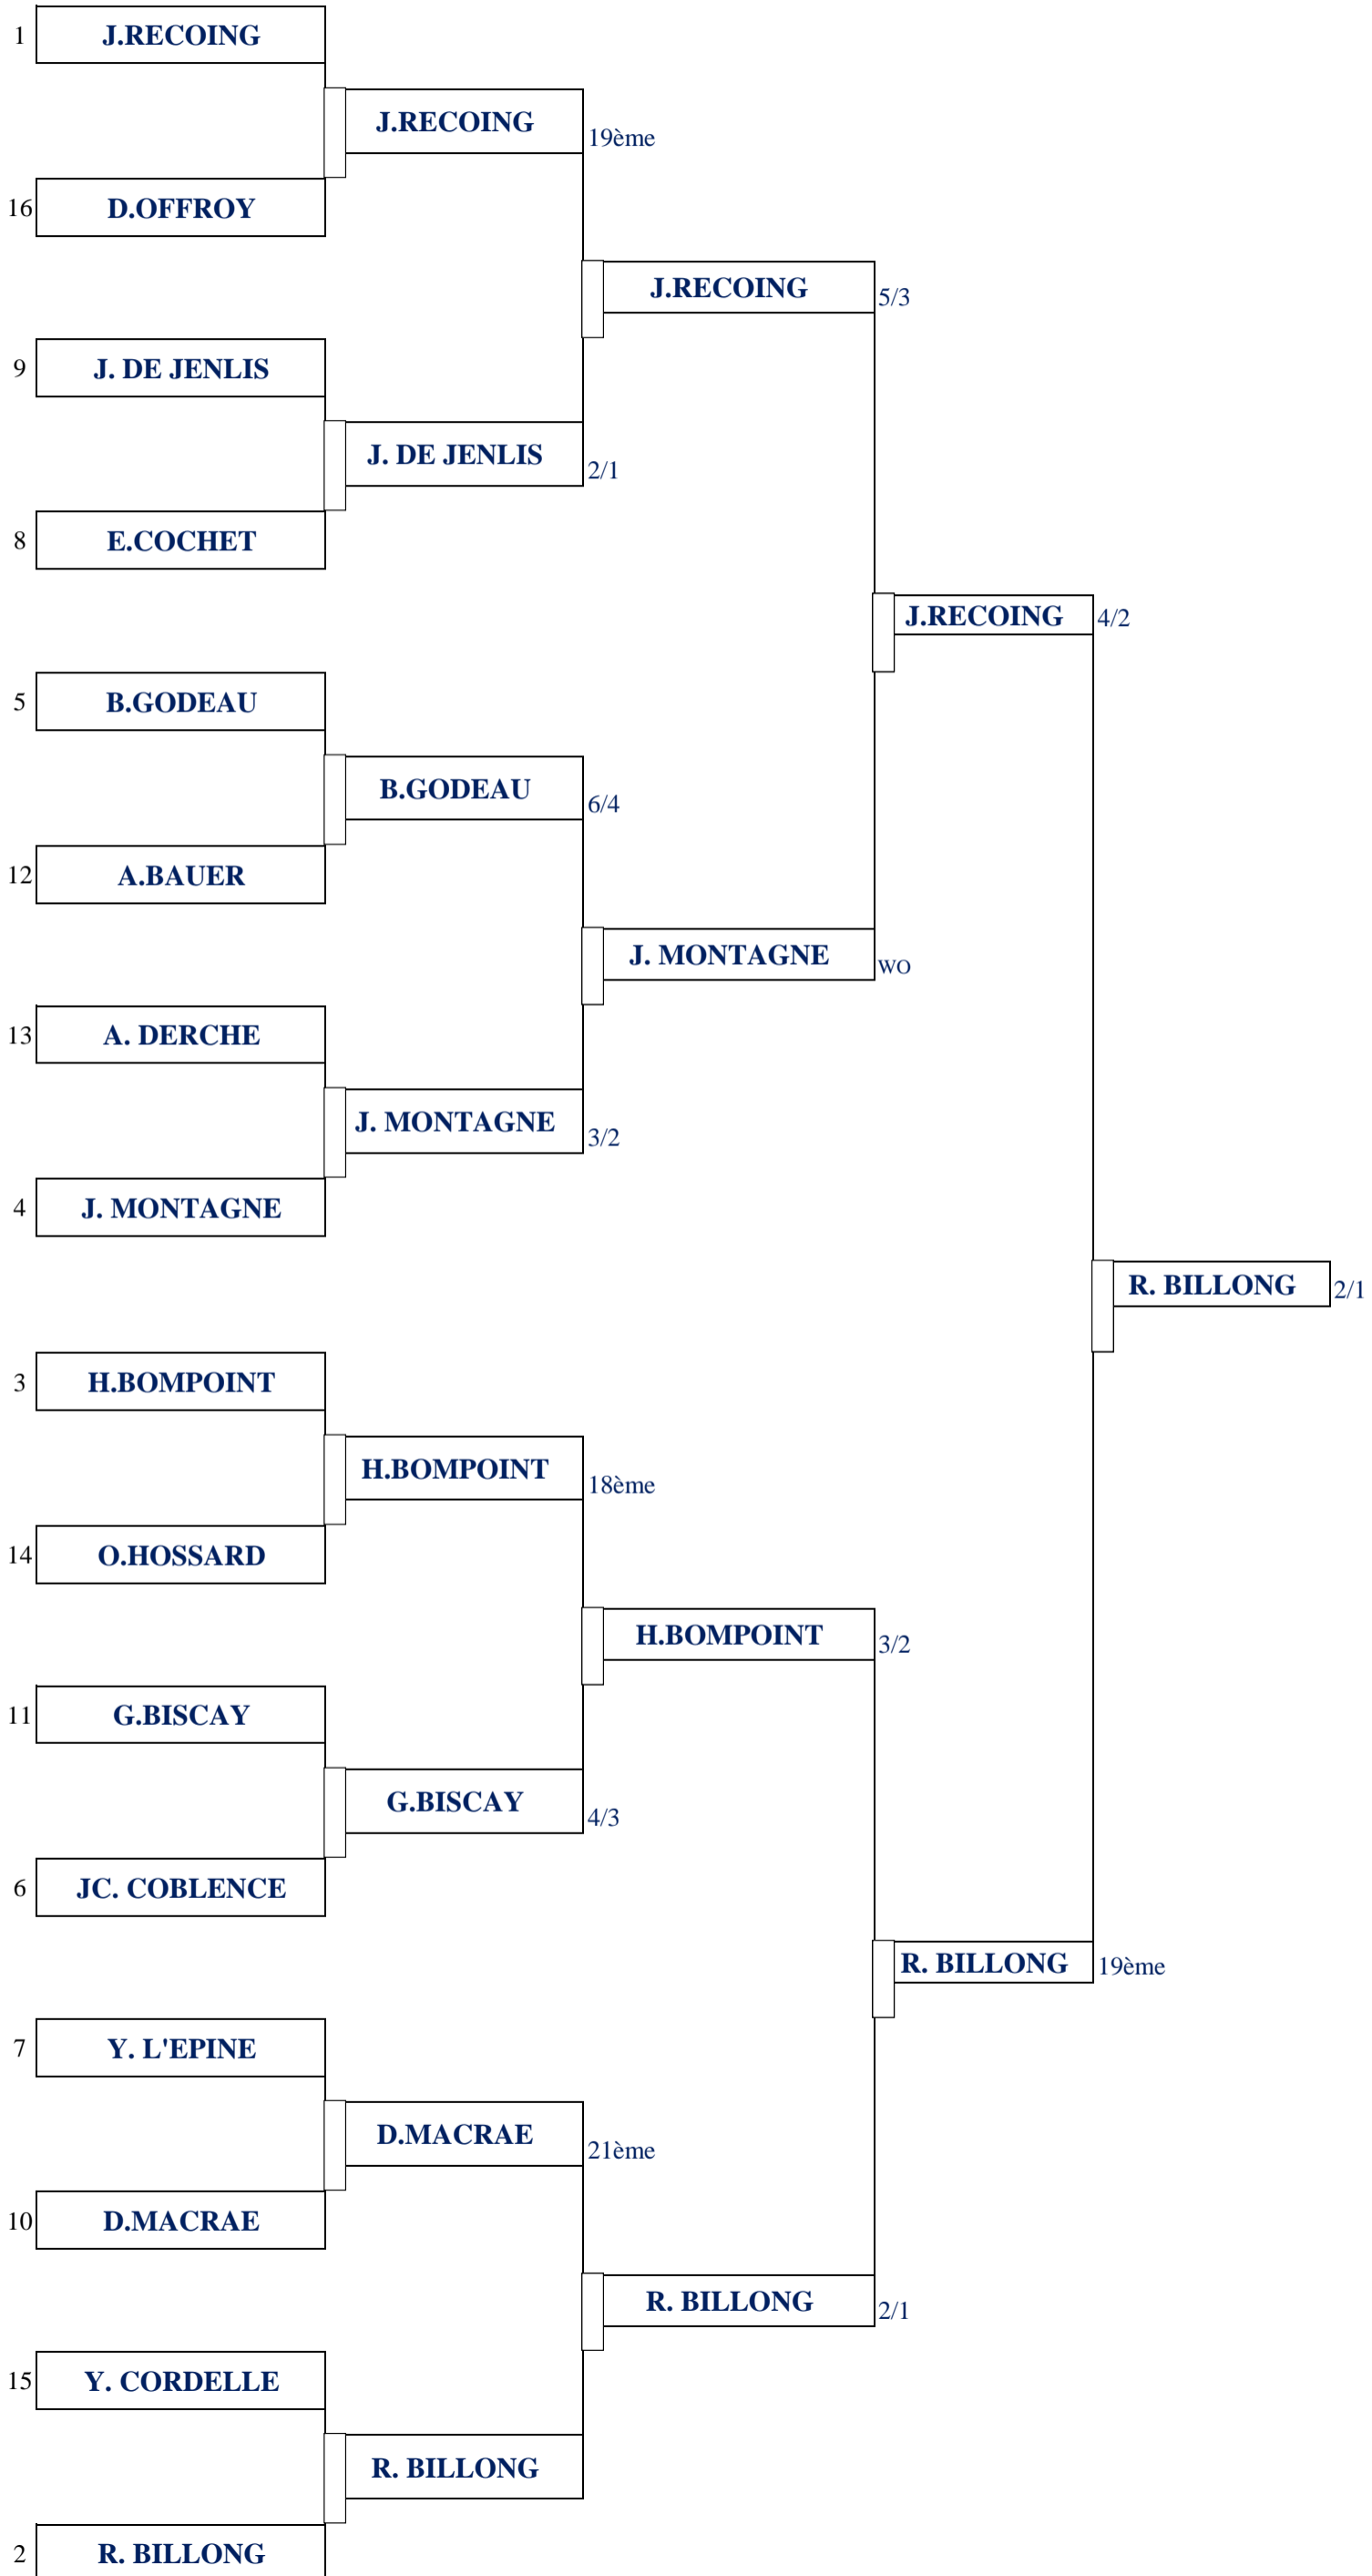 1 J.RECOING
J.RECOING 19ème
16 D.OFFROY
J.RECOING 5/3
9 J. DE JENLIS
J. DE JENLIS 2/1
8 E.COCHET
J.RECOING 4/2
5 B.GODEAU
B.GODEAU 6/4
12 A.BAUER
J. MONTAGNE WO
13 A. DERCHE
J. MONTAGNE 3/2
4 J. MONTAGNE
R. BILLONG 2/1
3 H.BOMPOINT
H.BOMPOINT 18ème
14 O.HOSSARD
H.BOMPOINT 3/2
11 G.BISCAY
G.BISCAY 4/3
6 JC. COBLENCE
R. BILLONG 19ème
7 Y. L'EPINE
D.MACRAE 21ème
10 D.MACRAE
R. BILLONG 2/1
15 Y. CORDELLE
R. BILLONG
2 R. BILLONG